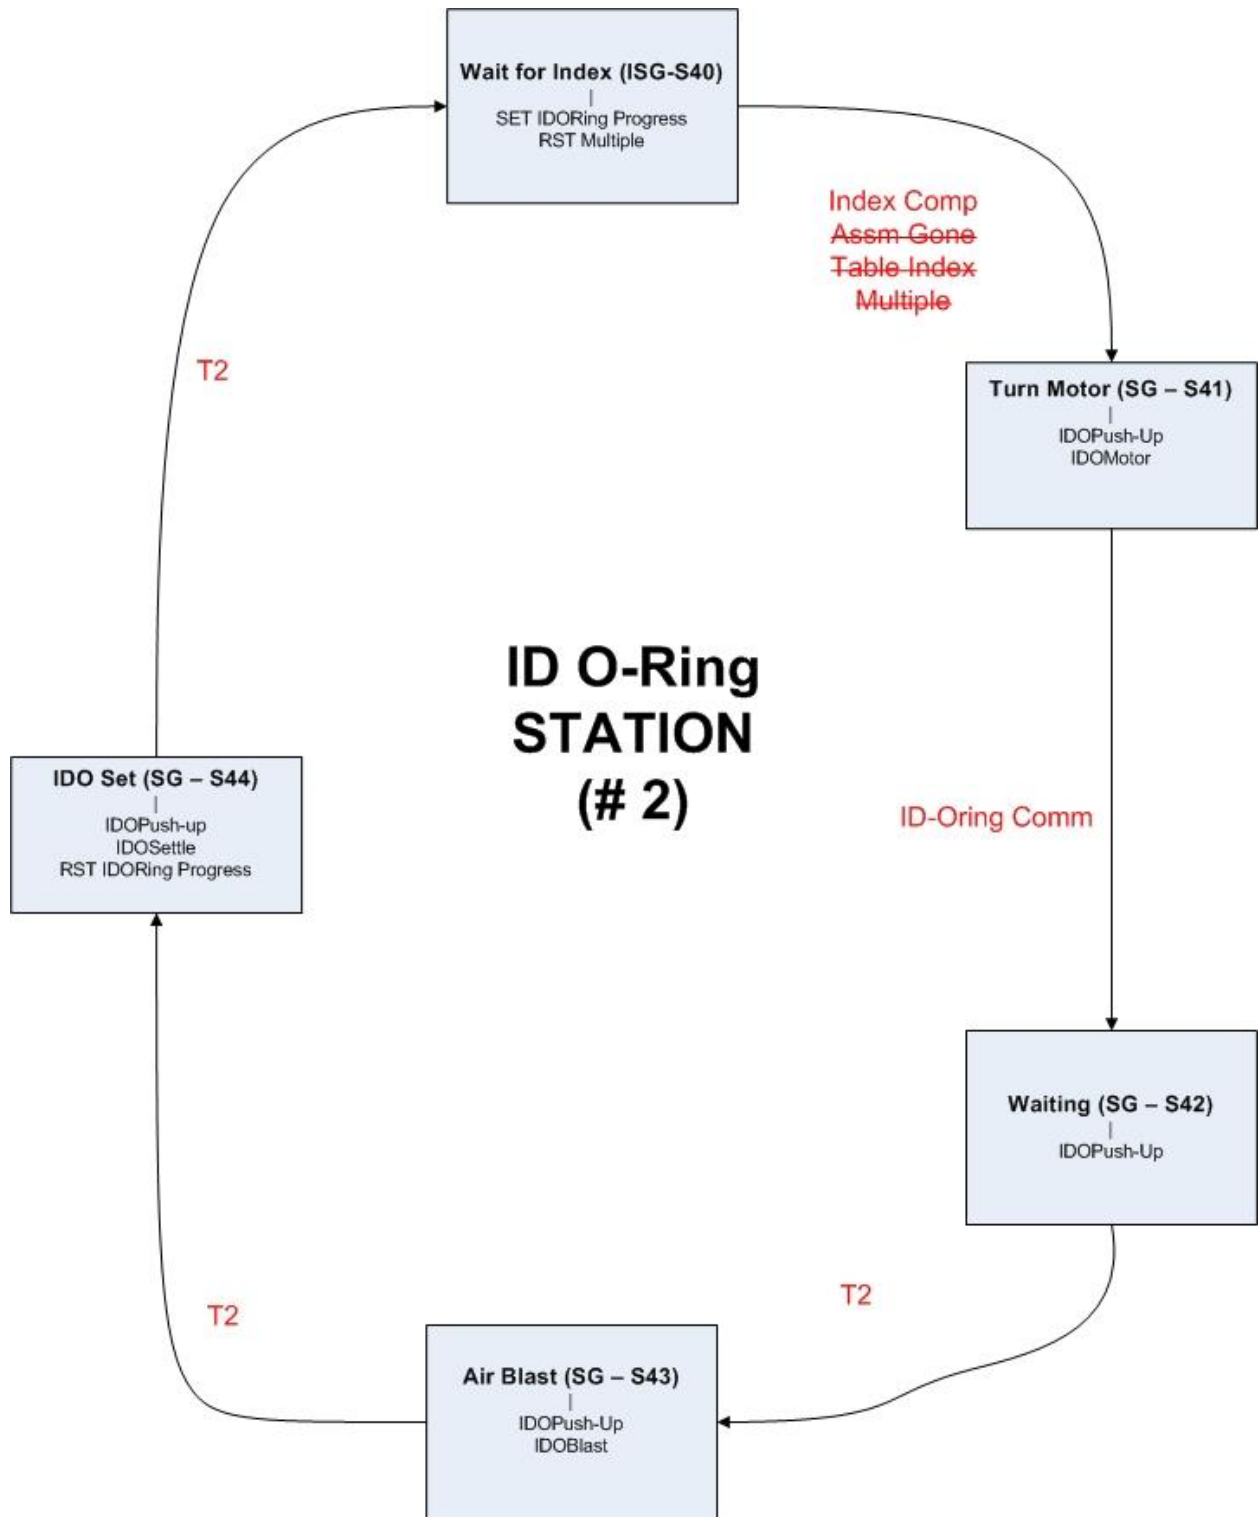 Wait for Index (ISG-S40)
|
SET IDORing Progress
RST Multiple
Index Comp
Assm Gone
Table Index
Multiple
T2
Turn Motor (SG – S41)
|
IDOPush-Up
IDOMotor
ID O-Ring
STATION
(# 2)
IDO Set (SG – S44)
|
IDOPush-up
IDOSettle
RST IDORing Progress
ID-Oring Comm
Waiting (SG – S42)
|
IDOPush-Up
T2
T2
Air Blast (SG – S43)
|
IDOPush-Up
IDOBlast